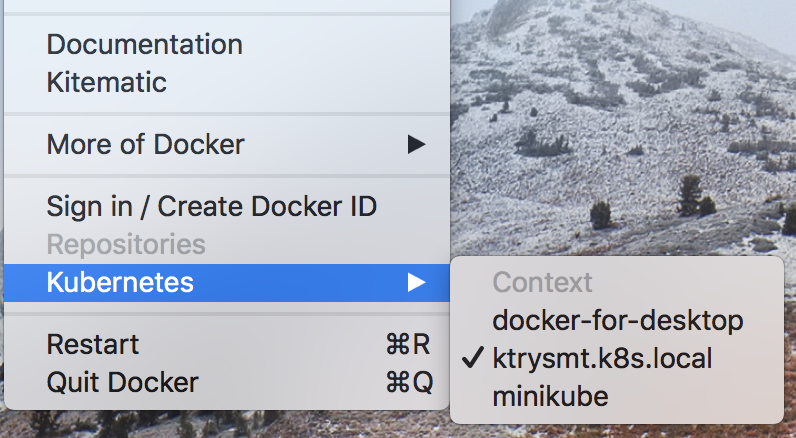 Documentation
Kitematic
More of Docker ▶
Sign in / Create Docker ID
Repositories
Kubernetes ▶
Context
docker-for-desktop
✓ ktrysmt.k8s.local
minikube
Restart ⌘R
Quit Docker ⌘Q